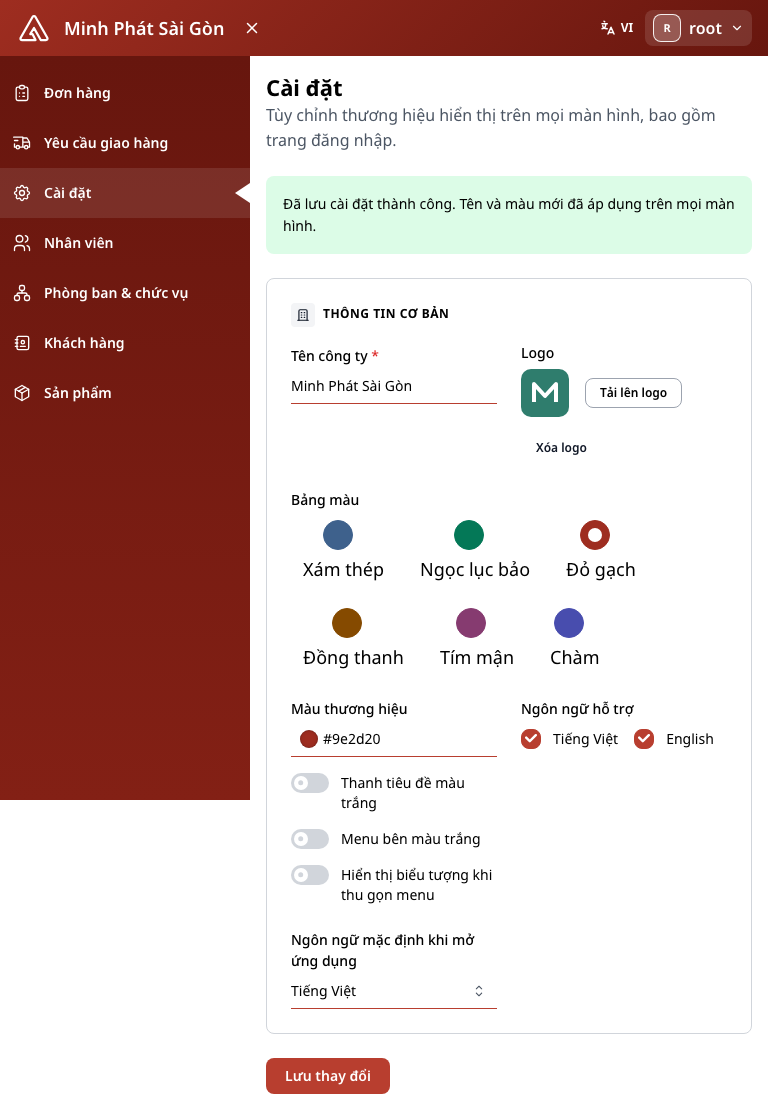 Minh Phát Sài Gòn
VI
R
root
Đơn hàng
Yêu cầu giao hàng
Cài đặt
Nhân viên
Phòng ban & chức vụ
Khách hàng
Sản phẩm
Cài đặt
Tùy chỉnh thương hiệu hiển thị trên mọi màn hình, bao gồm
trang đăng nhập.
Đã lưu cài đặt thành công. Tên và màu mới đã áp dụng trên mọi màn
hình.
THÔNG TIN CƠ BẢN
Tên công ty *
Minh Phát Sài Gòn
Logo
M
Tải lên logo
Xóa logo
Bảng màu
Xám thép
Ngọc lục bảo
Đỏ gạch
Đồng thanh
Tím mận
Chàm
Màu thương hiệu
#9e2d20
Ngôn ngữ hỗ trợ
Tiếng Việt
English
Thanh tiêu đề màu
trắng
Menu bên màu trắng
Hiển thị biểu tượng khi
thu gọn menu
Ngôn ngữ mặc định khi mở
ứng dụng
Tiếng Việt
Lưu thay đổi